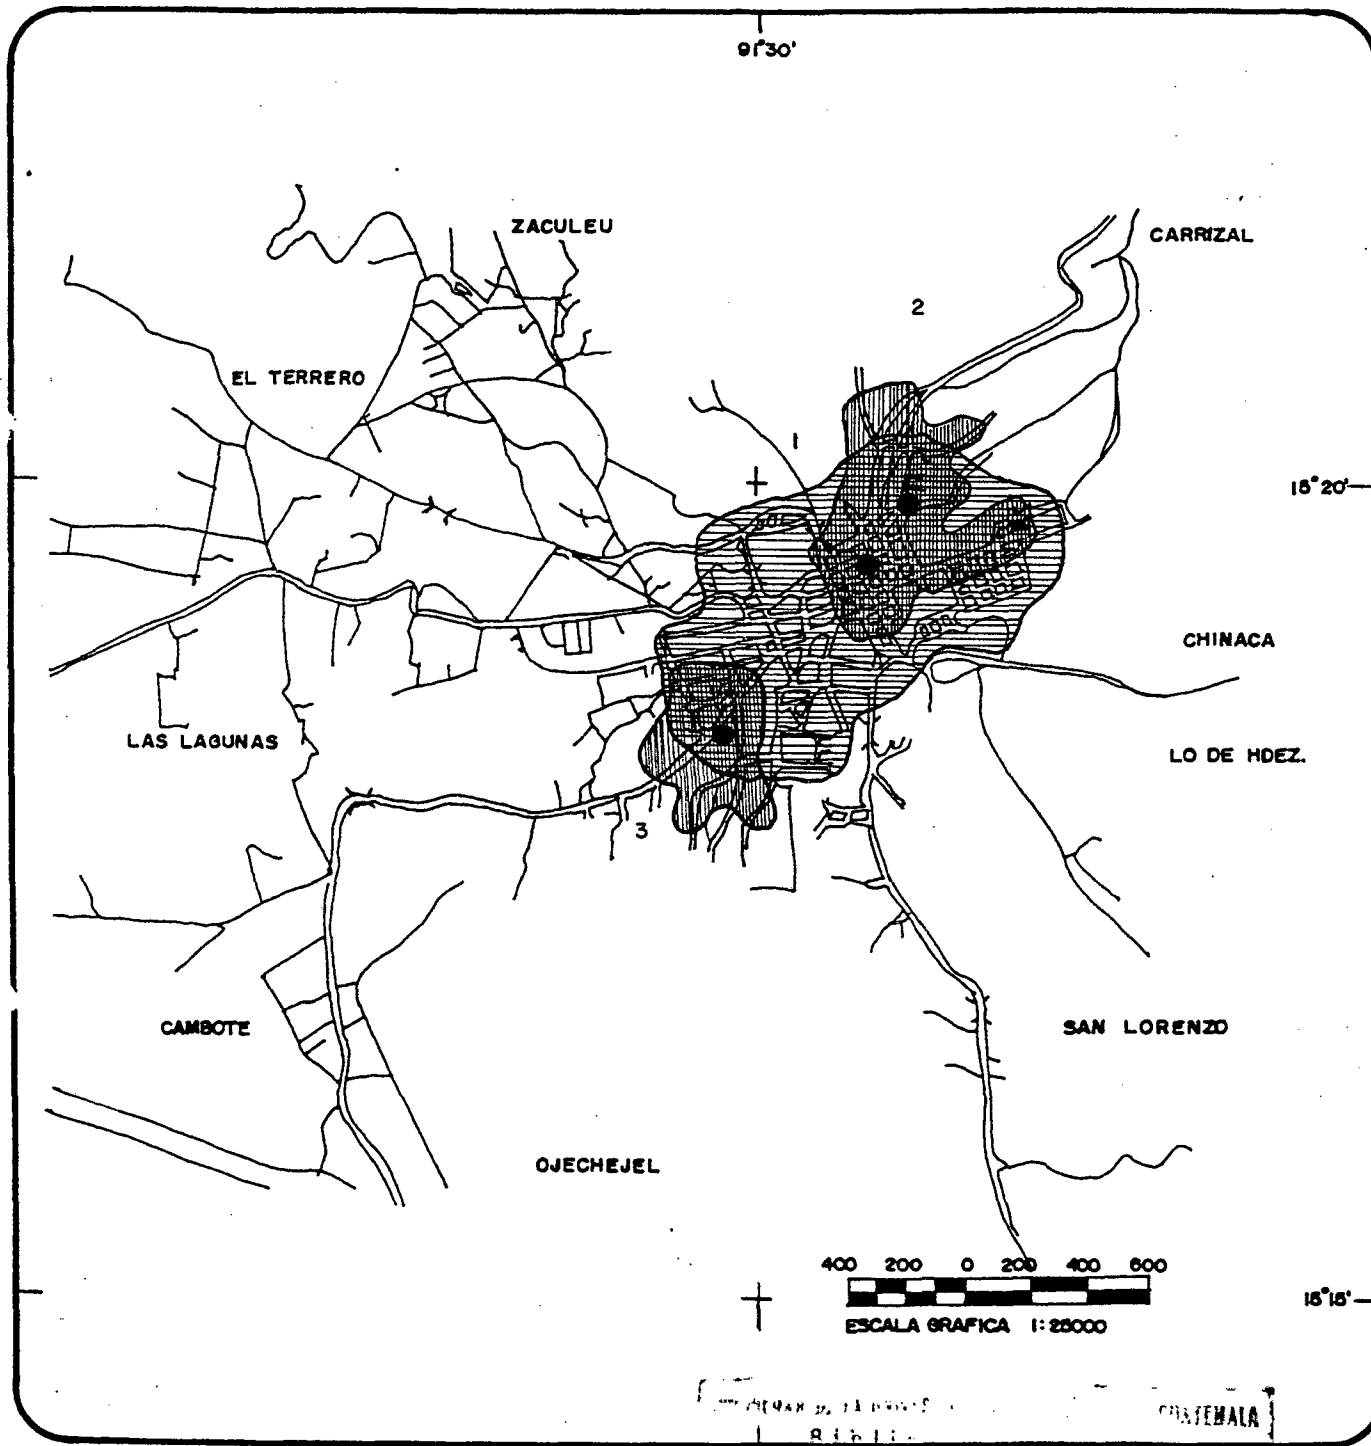 91°30'
ZACULEU
CARRIZAL
2
EL TERRERO
1
15°20'
CHINACA
LAS LAGUNAS
LO DE HDEZ.
3
CAMBOTE
SAN LORENZO
OJECHEJEL
400 200 0 200 400 600
15°15'
ESCALA GRAFICA 1:25000
GUATEMALA